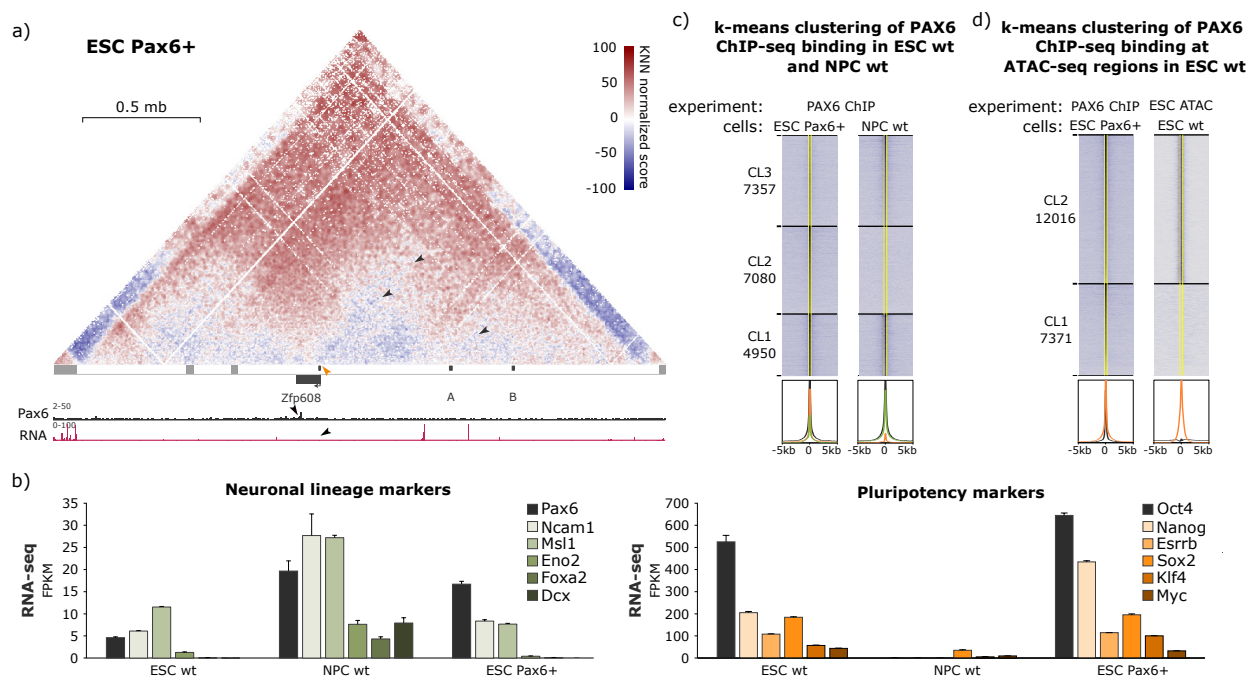 a)
ESC Pax6+
0.5 mb
100
50
0
-50
-100
KNN normalized score
Zfp608
A
B
Pax6
2-50
RNA
0-100
c)
k-means clustering of PAX6
ChIP-seq binding in ESC wt
and NPC wt
experiment:
PAX6 ChIP
cells:
ESC Pax6+
NPC wt
CL3
7357
CL2
7080
CL1
4950
-5kb 0 5kb
-5kb 0 5kb
d)
k-means clustering of PAX6
ChIP-seq binding at
ATAC-seq regions in ESC wt
experiment:
PAX6 ChIP
ESC ATAC
cells:
ESC Pax6+
ESC wt
CL2
12016
CL1
7371
-5kb 0 5kb
-5kb 0 5kb
b)
Neuronal lineage markers
RNA-seq
FPKM
35
30
25
20
15
10
5
0
Pax6
Ncam1
Msl1
Eno2
Foxa2
Dcx
ESC wt
NPC wt
ESC Pax6+
Pluripotency markers
RNA-seq
FPKM
700
600
500
400
300
200
100
0
Oct4
Nanog
Esrrb
Sox2
Klf4
Myc
ESC wt
NPC wt
ESC Pax6+